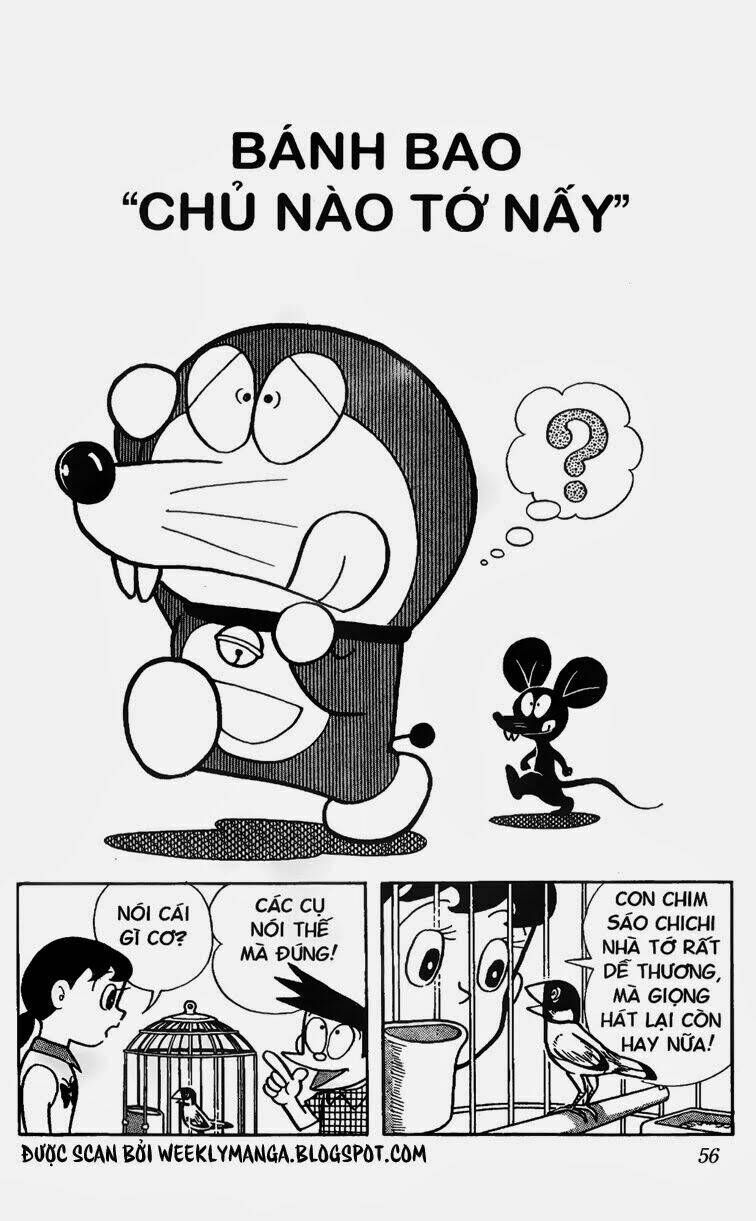 BÁNH BAO
“CHỦ NÀO TỚ NẤY”
?
NÓI CÁI
GÌ CƠ?
CÁC CỤ
NÓI THẾ
MÀ ĐÚNG!
CON CHIM
SÁO CHICHI
NHÀ TỚ RẤT
DỄ THƯƠNG,
MÀ GIỌNG
HÁT LẠI CÒN
HAY NỮA!
ĐƯỢC SCAN BỞI WEEKLYMANGA.BLOGSPOT.COM
56